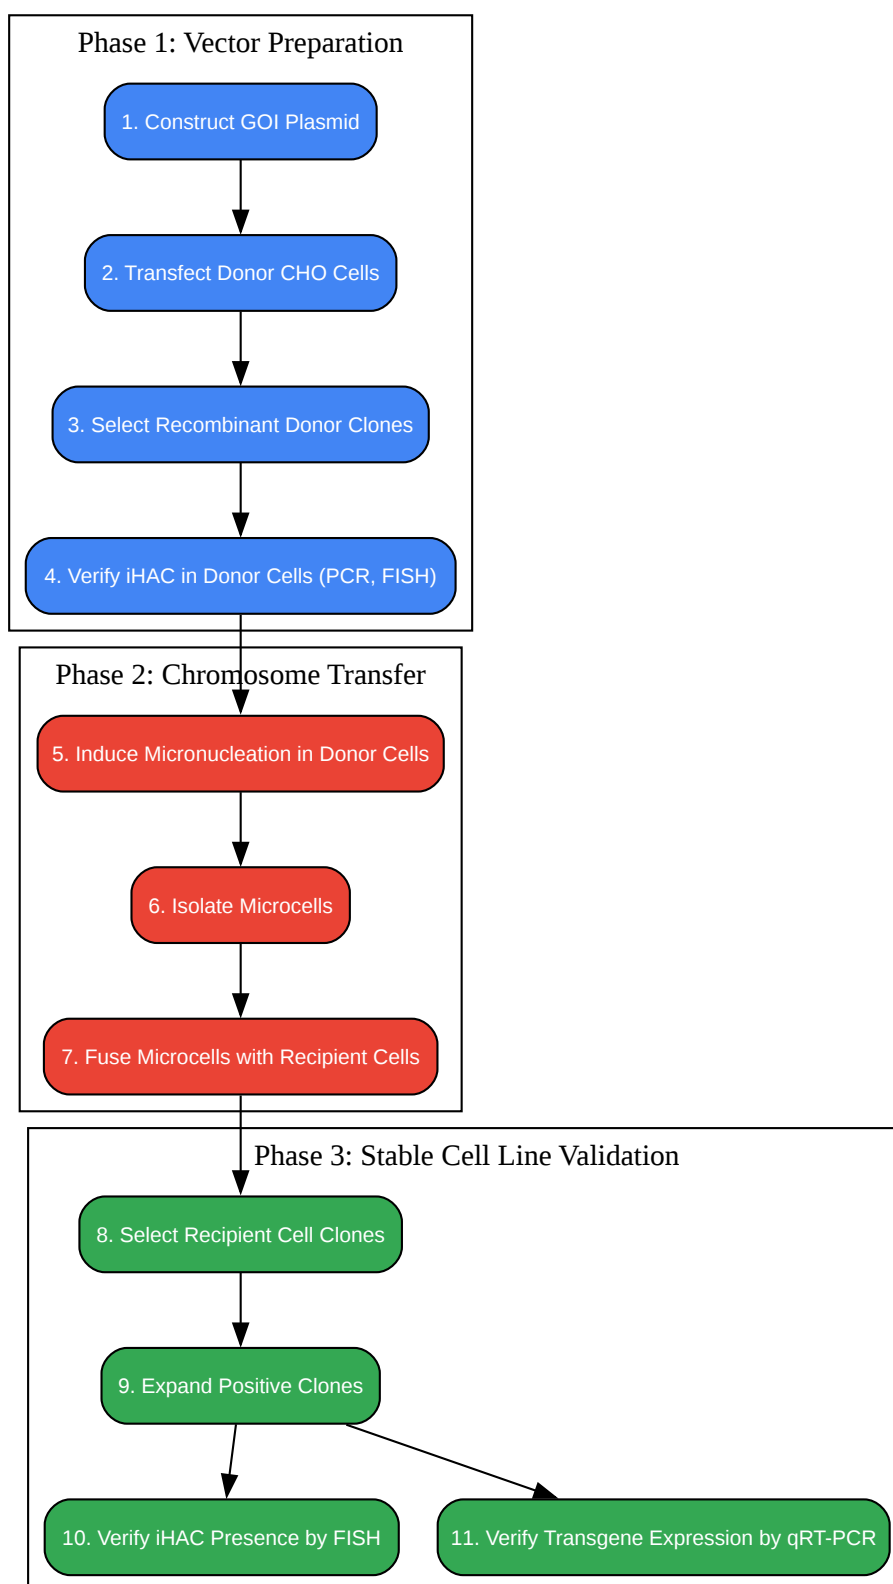 Phase 1: Vector Preparation
1. Construct GOI Plasmid
2. Transfect Donor CHO Cells
3. Select Recombinant Donor Clones
4. Verify iHAC in Donor Cells (PCR, FISH)
Phase 2: Chromosome Transfer
5. Induce Micronucleation in Donor Cells
6. Isolate Microcells
7. Fuse Microcells with Recipient Cells
Phase 3: Stable Cell Line Validation
8. Select Recipient Cell Clones
9. Expand Positive Clones
10. Verify iHAC Presence by FISH
11. Verify Transgene Expression by qRT-PCR